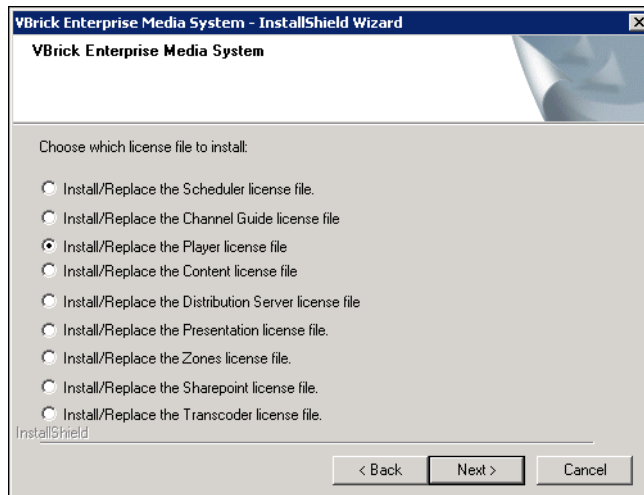 VBrick Enterprise Media System - InstallShield Wizard
VBrick Enterprise Media System
Choose which license file to install:
Install/Replace the Scheduler license file.
Install/Replace the Channel Guide license file
Install/Replace the Player license file
Install/Replace the Content license file
Install/Replace the Distribution Server license file
Install/Replace the Presentation license file.
Install/Replace the Zones license file.
Install/Replace the Sharepoint license file.
Install/Replace the Transcoder license file.
InstallShield
< Back Next > Cancel